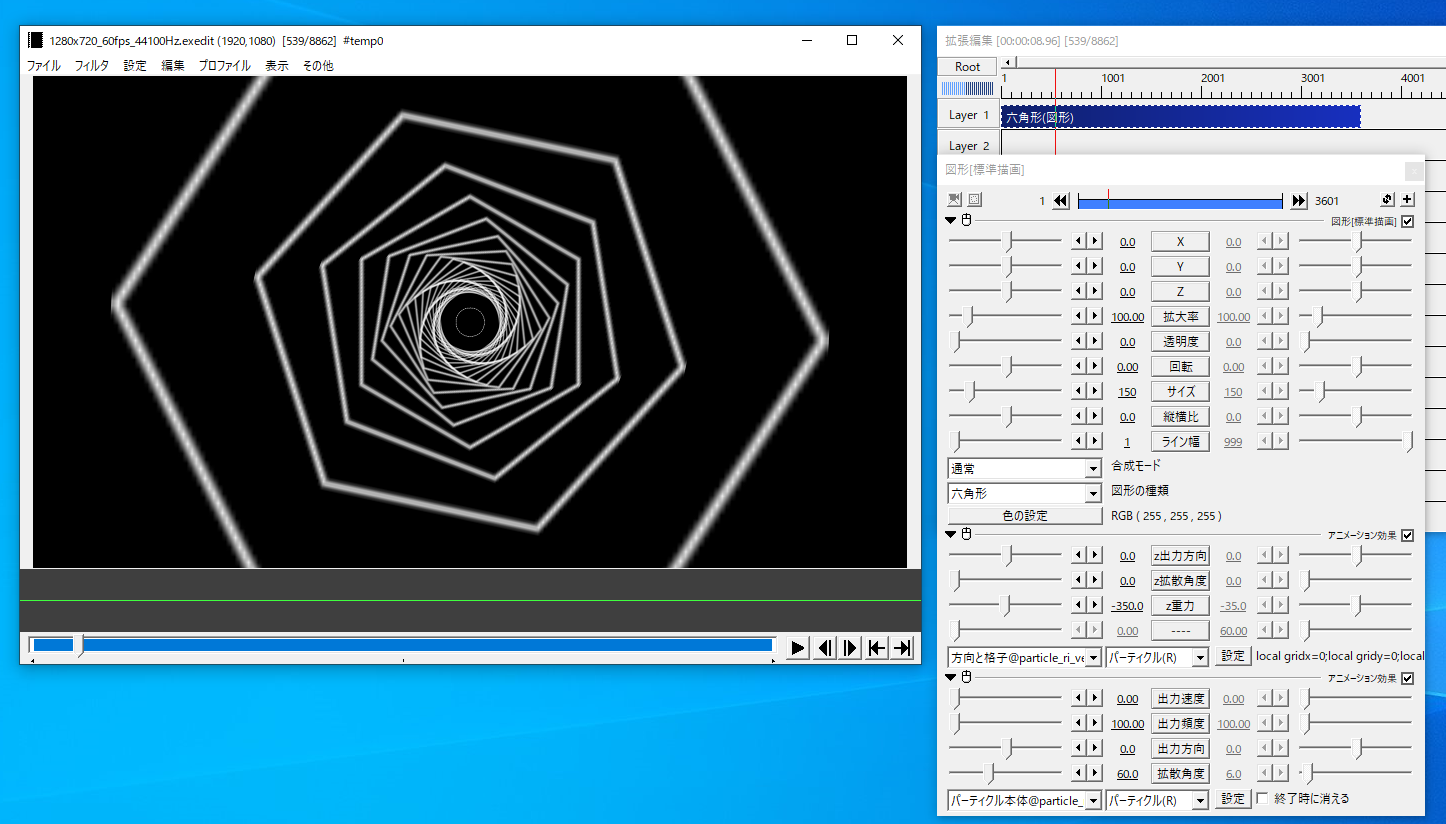 1280x720_60fps_44100Hz.exedit (1920,1080)  [539/8862]  #temp0
ファイル フィルタ 設定 編集 プロファイル 表示 その他
拡張編集 [00:00:08.96] [539/8862]
Root
1 1001 2001 3001 4001
Layer 1 六角形(図形)
Layer 2
図形[標準描画]
1 3601
図形[標準描画]
0.0 X 0.0
0.0 Y 0.0
0.0 Z 0.0
100.00 拡大率 100.00
0.0 透明度 0.0
0.00 回転 0.00
150 サイズ 150
0.0 縦横比 0.0
1 ライン幅 999
通常 合成モード
六角形 図形の種類
色の設定 RGB ( 255 , 255 , 255 )
アニメーション効果
0.0 z出力方向 0.0
0.0 z拡散角度 0.0
-350.0 z重力 -35.0
0.00 ---- 60.00
方向と格子@particle_ri_ve パーティクル(R) 設定 local gridx=0;local gridy=0;local
アニメーション効果
0.00 出力速度 0.00
100.00 出力頻度 100.00
0.0 出力方向 0.0
60.0 拡散角度 6.0
パーティクル本体@particle_ パーティクル(R) 設定 終了時に消える